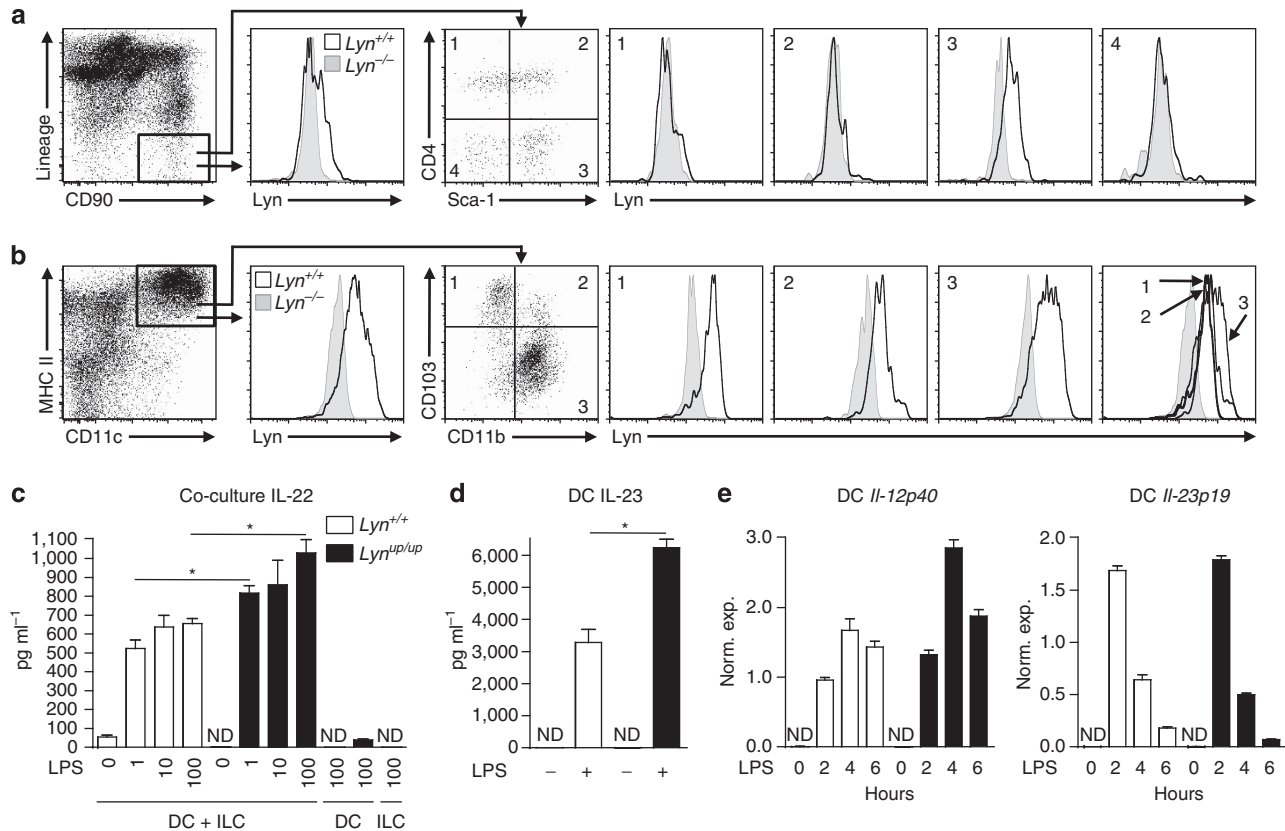 a
Lineage
CD90
Lyn+/+
Lyn−/−
Lyn
CD4
Sca-1
1
2
4
3
1
2
3
4
Lyn
b
MHC II
CD11c
Lyn+/+
Lyn−/−
Lyn
CD103
CD11b
1
2
3
1
2
3
1
2
3
Lyn
c
Co-culture IL-22
Lyn+/+
Lynup/up
pg ml−1
1,100
1,000
900
800
700
600
500
400
300
200
100
0
*
*
ND
ND
ND
LPS
0 1 10 100 0 1 10 100 100 100 100
DC + ILC
DC
ILC
d
DC IL-23
pg ml−1
6,000
5,000
4,000
3,000
2,000
1,000
0
*
ND
ND
LPS − + − +
e
DC Il-12p40
Norm. exp.
3.0
2.0
1.0
0.0
ND
ND
LPS 0 2 4 6 0 2 4 6
Hours
DC Il-23p19
Norm. exp.
2.0
1.5
1.0
0.5
0.0
ND
ND
LPS 0 2 4 6 0 2 4 6
Hours